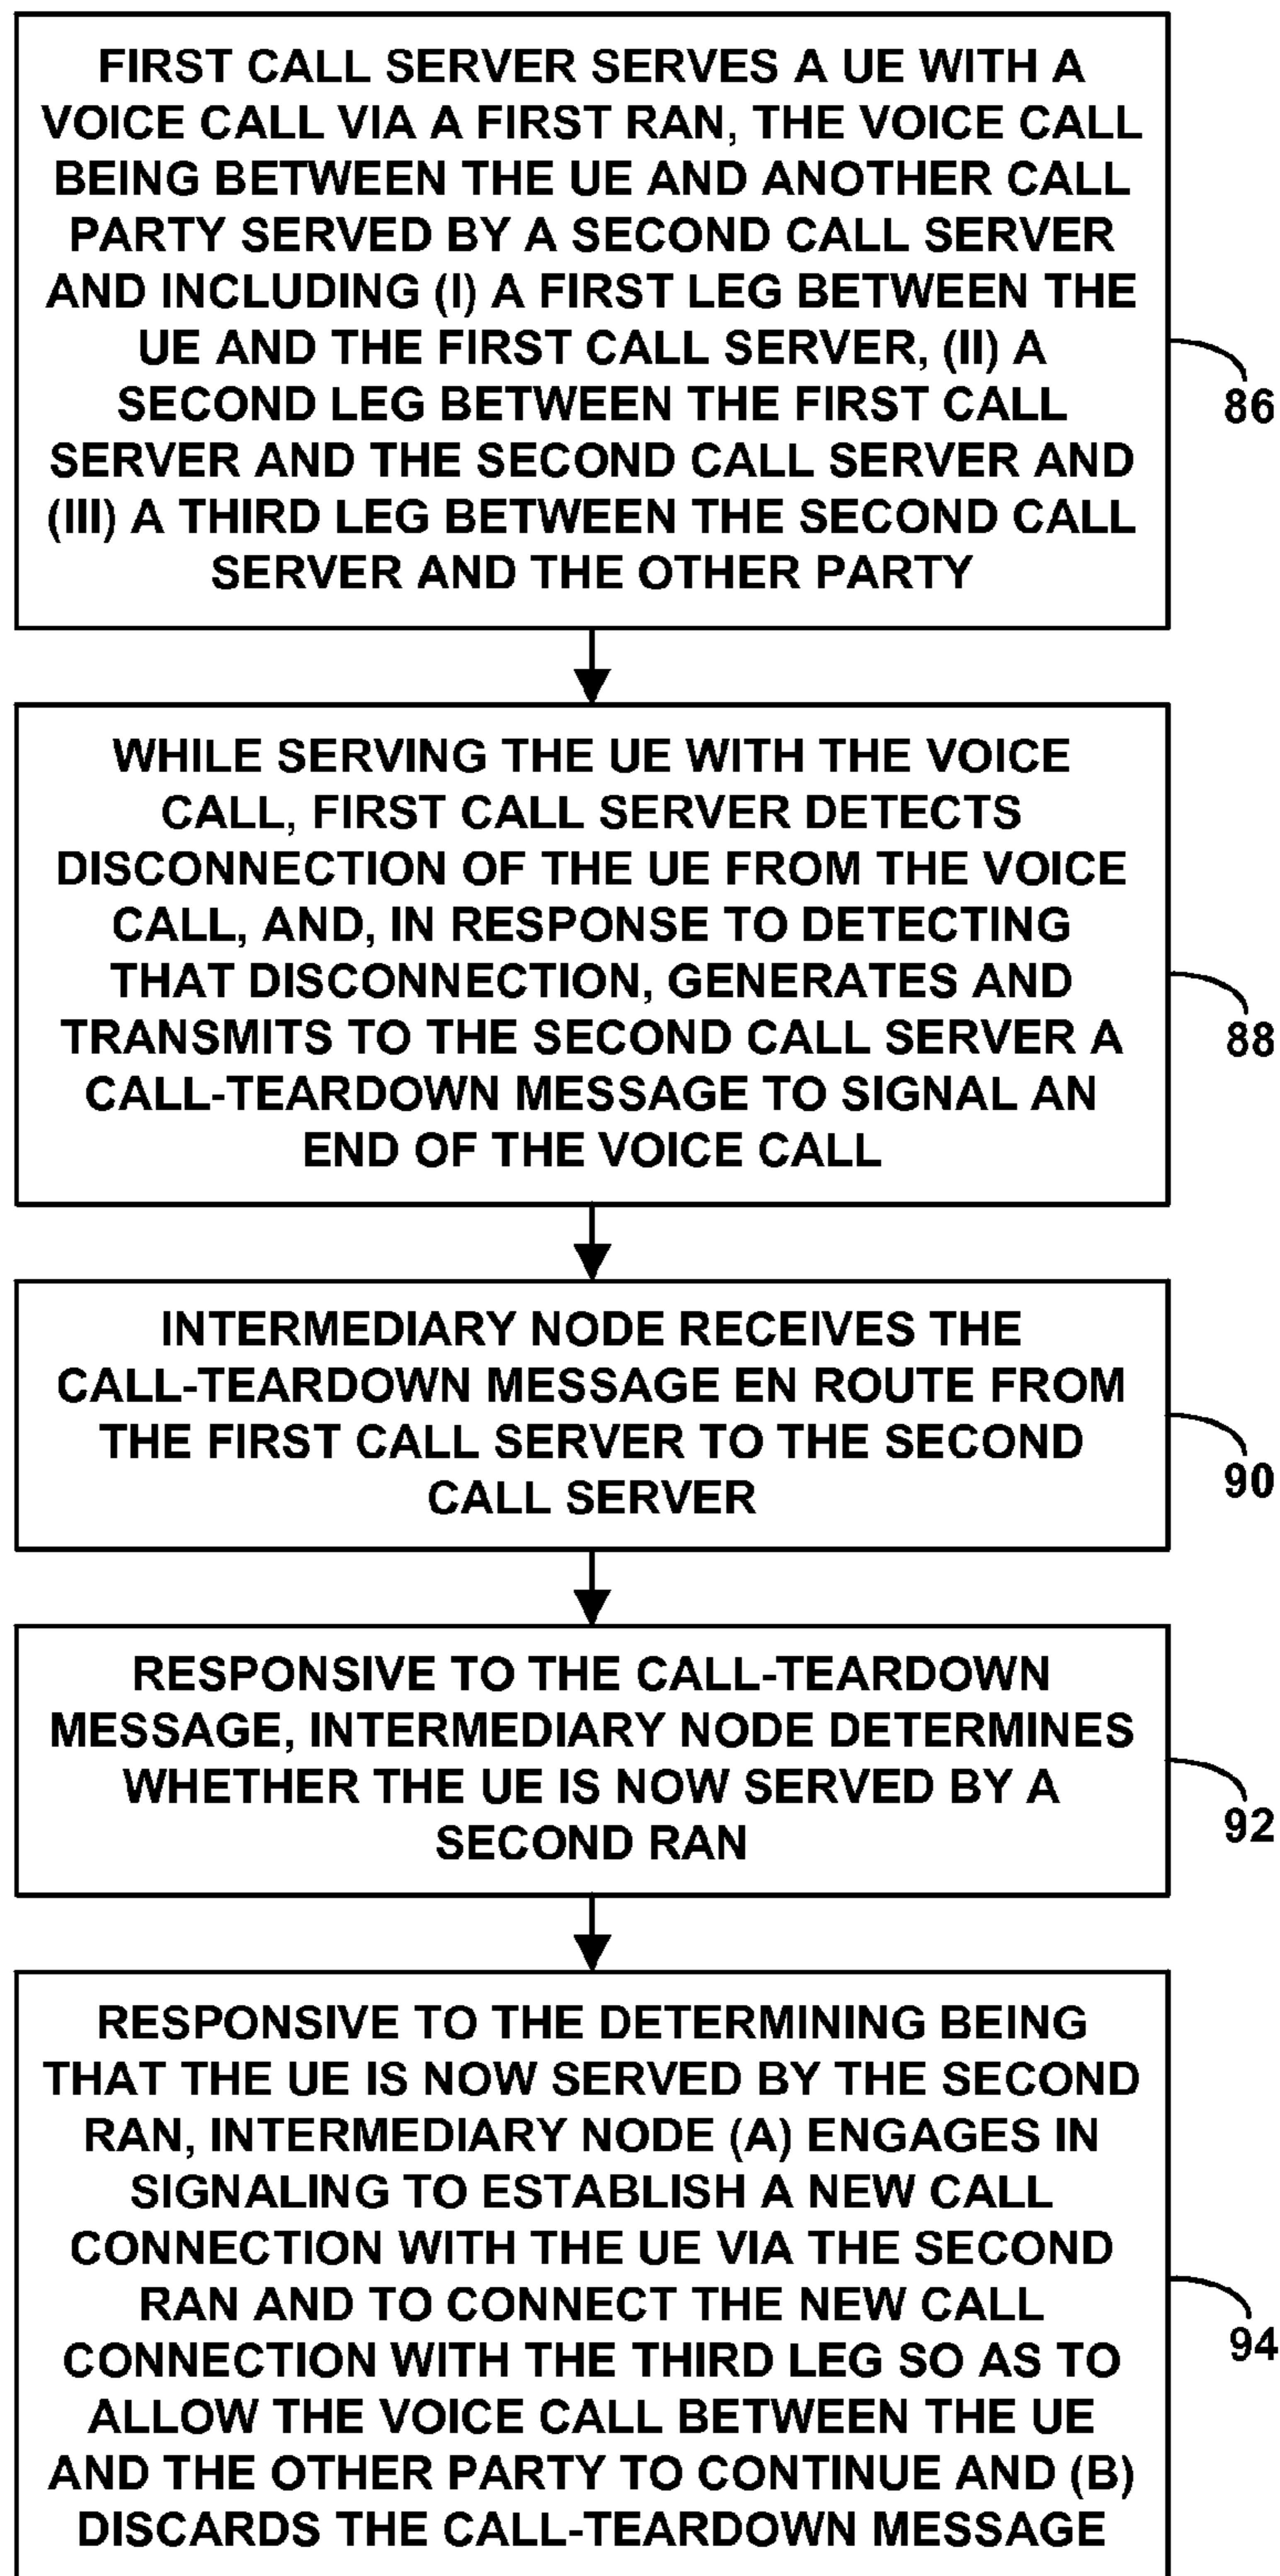 FIRST CALL SERVER SERVES A UE WITH A
VOICE CALL VIA A FIRST RAN, THE VOICE CALL
BEING BETWEEN THE UE AND ANOTHER CALL
PARTY SERVED BY A SECOND CALL SERVER
AND INCLUDING (I) A FIRST LEG BETWEEN THE
UE AND THE FIRST CALL SERVER, (II) A
SECOND LEG BETWEEN THE FIRST CALL
SERVER AND THE SECOND CALL SERVER AND
(III) A THIRD LEG BETWEEN THE SECOND CALL
SERVER AND THE OTHER PARTY
86
WHILE SERVING THE UE WITH THE VOICE
CALL, FIRST CALL SERVER DETECTS
DISCONNECTION OF THE UE FROM THE VOICE
CALL, AND, IN RESPONSE TO DETECTING
THAT DISCONNECTION, GENERATES AND
TRANSMITS TO THE SECOND CALL SERVER A
CALL-TEARDOWN MESSAGE TO SIGNAL AN
END OF THE VOICE CALL
88
INTERMEDIARY NODE RECEIVES THE
CALL-TEARDOWN MESSAGE EN ROUTE FROM
THE FIRST CALL SERVER TO THE SECOND
CALL SERVER
90
RESPONSIVE TO THE CALL-TEARDOWN
MESSAGE, INTERMEDIARY NODE DETERMINES
WHETHER THE UE IS NOW SERVED BY A
SECOND RAN
92
RESPONSIVE TO THE DETERMINING BEING
THAT THE UE IS NOW SERVED BY THE SECOND
RAN, INTERMEDIARY NODE (A) ENGAGES IN
SIGNALING TO ESTABLISH A NEW CALL
CONNECTION WITH THE UE VIA THE SECOND
RAN AND TO CONNECT THE NEW CALL
CONNECTION WITH THE THIRD LEG SO AS TO
ALLOW THE VOICE CALL BETWEEN THE UE
AND THE OTHER PARTY TO CONTINUE AND (B)
DISCARDS THE CALL-TEARDOWN MESSAGE
94